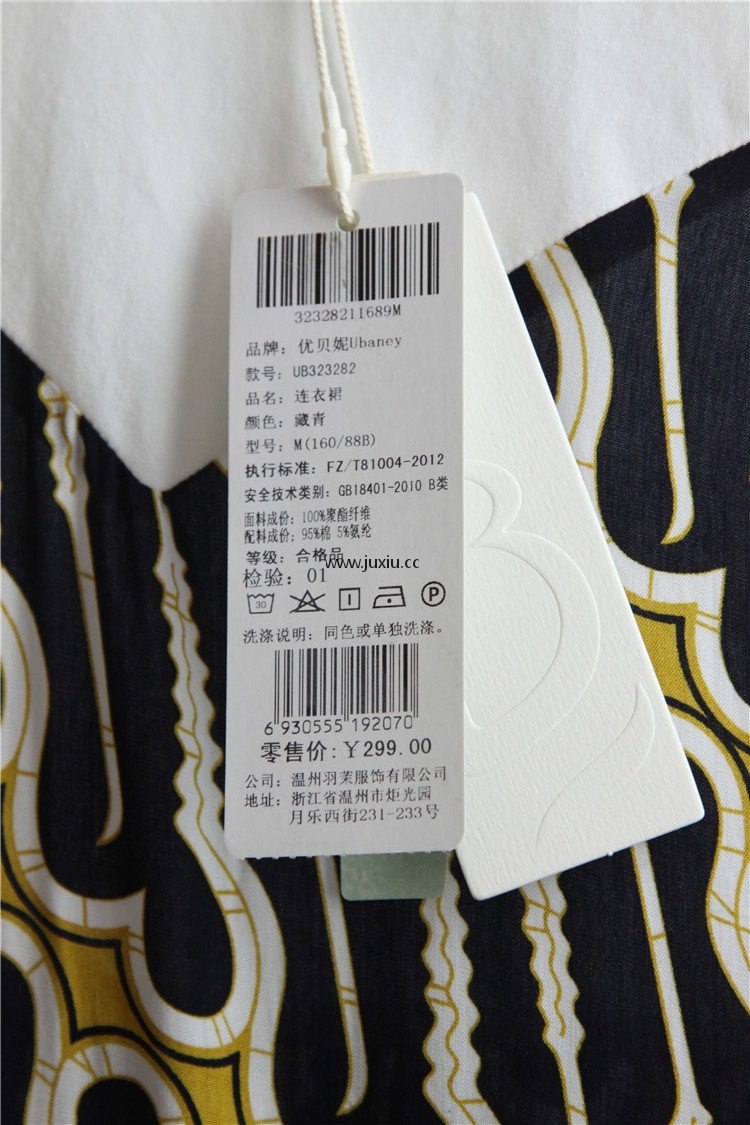 32328211689M
品牌：优贝妮Ubaney
款号：UB323282
品名：连衣裙
颜色：藏青
型号：M(160/88B)
执行标准：FZ/T81004-2012
安全技术类别：GB18401-2010 B类
面料成份：100%聚酯纤维
配料成份：95%棉 5%氨纶
等级：合格品
www.juxiu.cc
检验：01
30 P
洗涤说明：同色或单独洗涤。
6 930555 192070
零售价:￥299.00
公司：温州羽茉服饰有限公司
地址：浙江省温州市炬光园
月乐西街231-233号